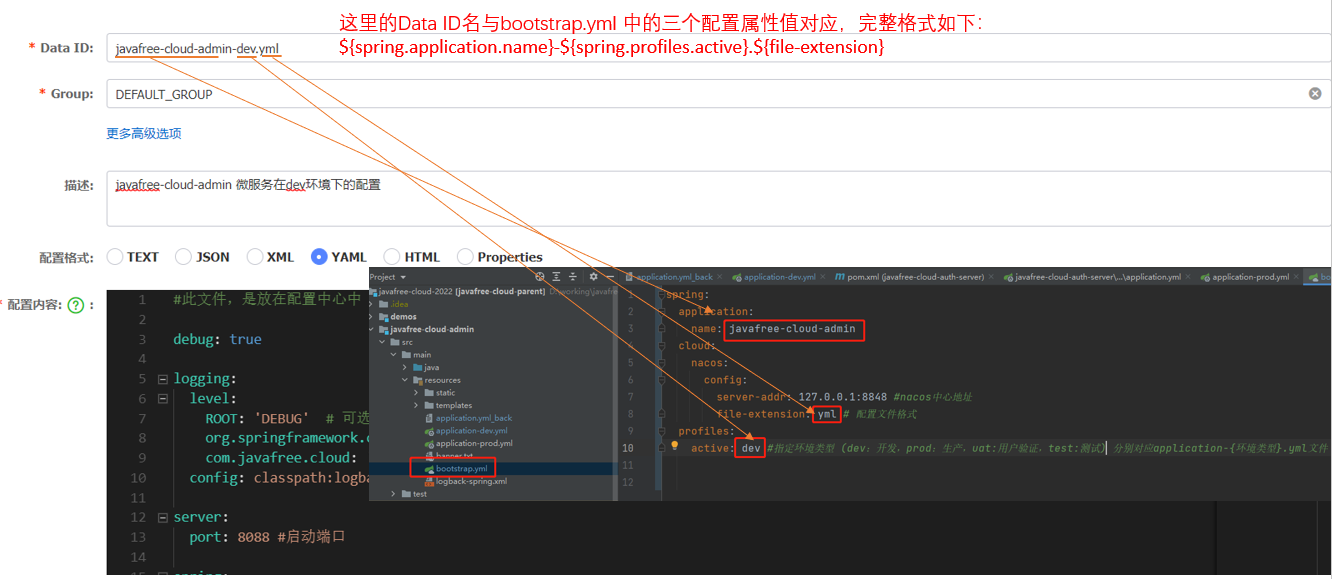 这里的Data ID名与bootstrap.yml 中的三个配置属性值对应，完整格式如下：
${spring.application.name}-${spring.profiles.active}.${file-extension}
* Data ID: javafree-cloud-admin-dev.yml
* Group: DEFAULT_GROUP
更多高级选项
描述: javafree-cloud-admin 微服务在dev环境下的配置
配置格式: TEXT JSON XML YAML HTML Properties
* 配置内容: ? :
1 #此文件，是放在配置中心中
2
3 debug: true
4
5 logging:
6 level:
7 ROOT: 'DEBUG' # 可选
8 org.springframework.
9 com.javafree.cloud:
10 config: classpath:logba
11
12 server:
13 port: 8088 #启动端口
14
Project
javafree-cloud-2022 [javafree-cloud-parent] D:\working\javafre
.idea
demos
javafree-cloud-admin
src
main
java
resources
static
templates
application.yml_back
application-dev.yml
application-prod.yml
banner.txt
bootstrap.yml
logback-spring.xml
test
application.yml_back
application-dev.yml
pom.xml (javafree-cloud-auth-server)
javafree-cloud-auth-server\...\application.yml
application-prod.yml
bo
1 spring:
2 application:
3 name: javafree-cloud-admin
4 cloud:
5 nacos:
6 config:
7 server-addr: 127.0.0.1:8848 #nacos中心地址
8 file-extension: yml # 配置文件格式
9 profiles:
10 active: dev #指定环境类型 (dev：开发，prod：生产，uat:用户验证，test:测试) 分别对应application-{环境类型}.yml文件
11
12